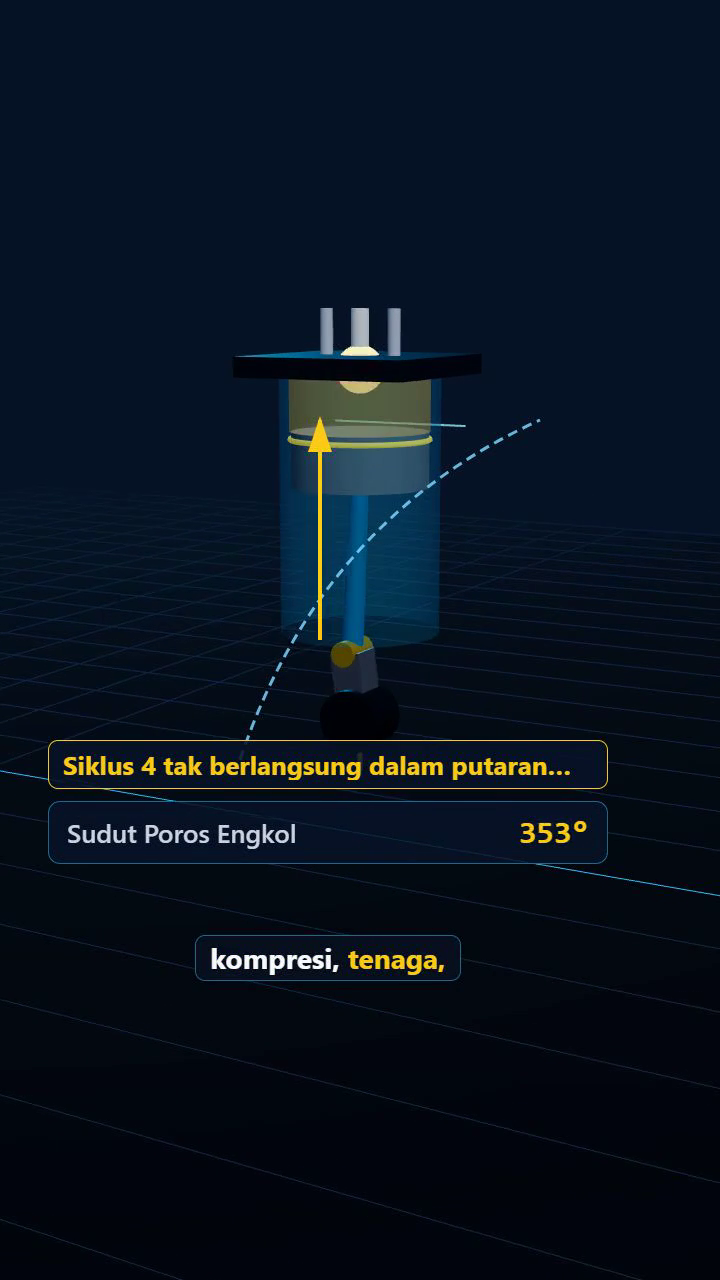 Siklus 4 tak berlangsung dalam putaran...
Sudut Poros Engkol 353°
kompresi, tenaga,